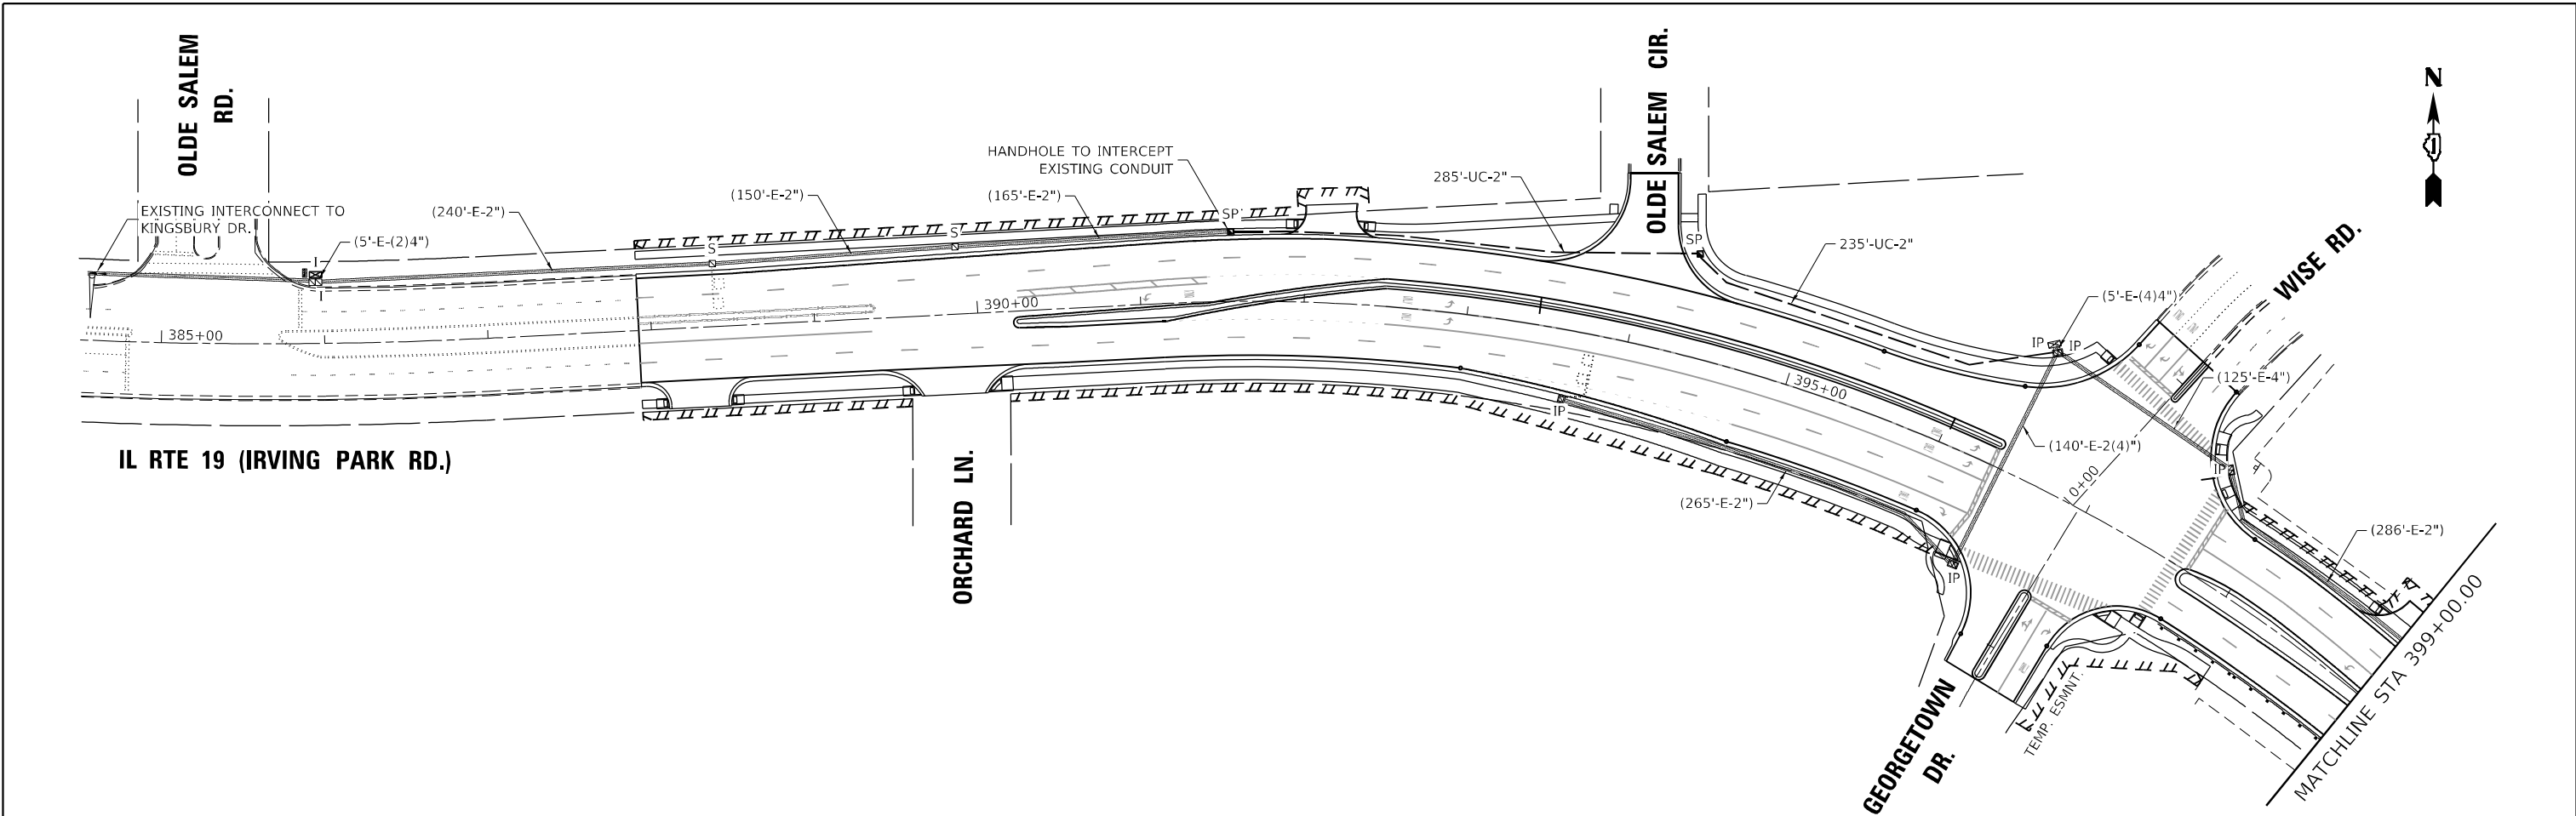 OLDE SALEM
RD.
OLDE SALEM CIR.
N
HANDHOLE TO INTERCEPT
EXISTING CONDUIT
285'-UC-2"
(150'-E-2")
(165'-E-2")
EXISTING INTERCONNECT TO
KINGSBURY DR.
(240'-E-2")
(5'-E-(2)4")
I
I
S
S
SP
SP
235'-UC-2"
WISE RD.
(5'-E-(4)4")
IP
IP
385+00
390+00
395+00
(125'-E-4")
IP
(140'-E-2(4)")
IP
0+00
IL RTE 19 (IRVING PARK RD.)
ORCHARD LN.
(265'-E-2")
IP
(286'-E-2")
GEORGETOWN
DR.
TEMP. ESMNT.
MATCHLINE STA 399+00.00